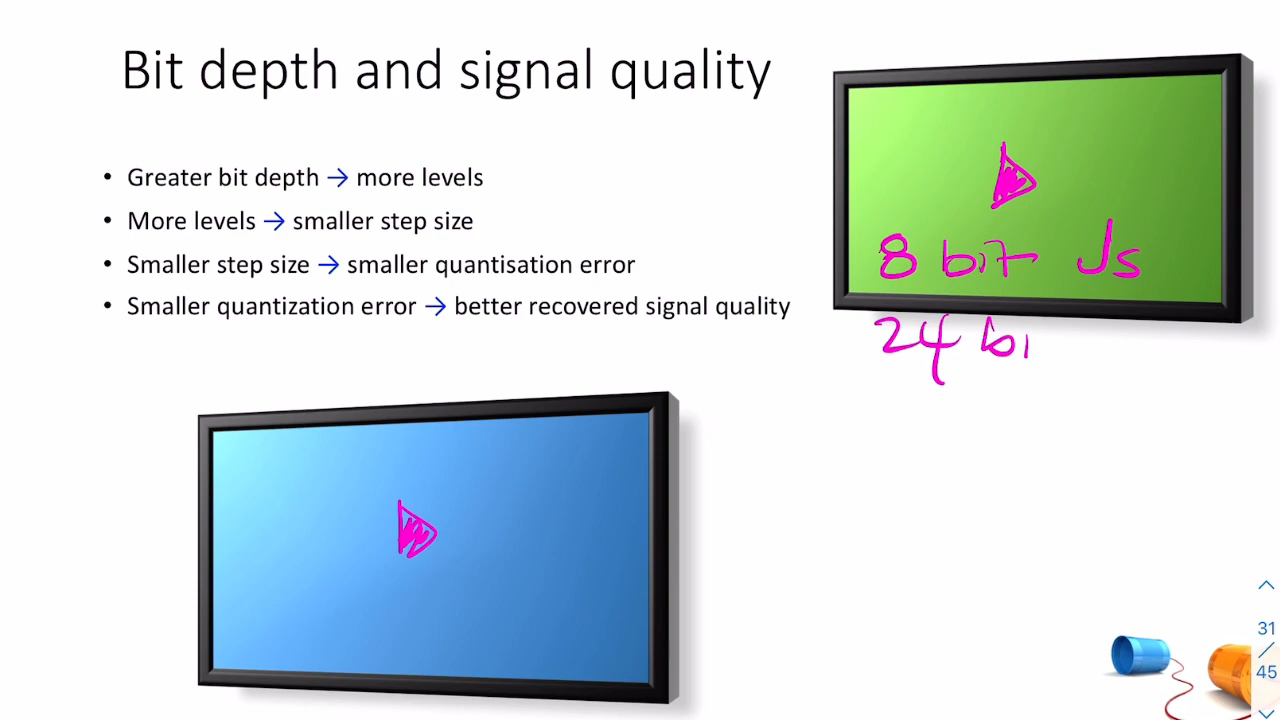 Bit depth and signal quality
• Greater bit depth → more levels
• More levels → smaller step size
• Smaller step size → smaller quantisation error
• Smaller quantization error → better recovered signal quality
8 bit Js
24 bi
31
/
45